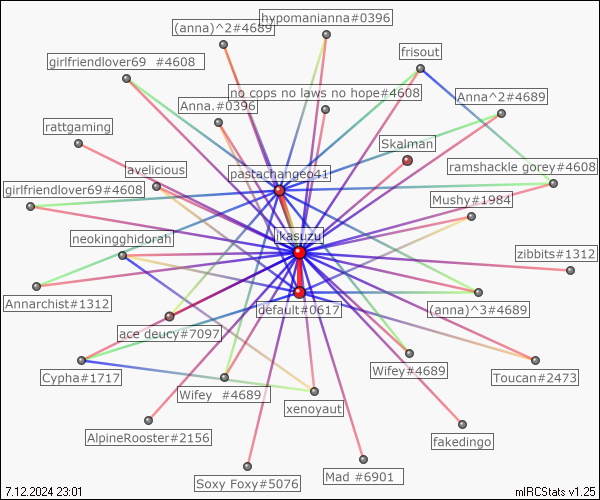 hypomanianna#0396
(anna)^2#4689
frisout
girlfriendlover69 #4608
no cops no laws no hope#4608
Anna^2#4689
Anna.#0396
rattgaming
Skalman
avelicious
pastachangeo41
ramshackle gorey#4608
girlfriendlover69#4608
Mushy#1984
neokingghidorah
ikasuzu
zibbits#1312
Annarchist#1312
default#0617
(anna)^3#4689
ace deucy#7097
Cypha#1717
Wifey#4689
Toucan#2473
Wifey #4689
xenoyaut
AlpineRooster#2156
fakedingo
Soxy Foxy#5076
Mad #6901
7.12.2024 23:01
mIRCStats v1.25